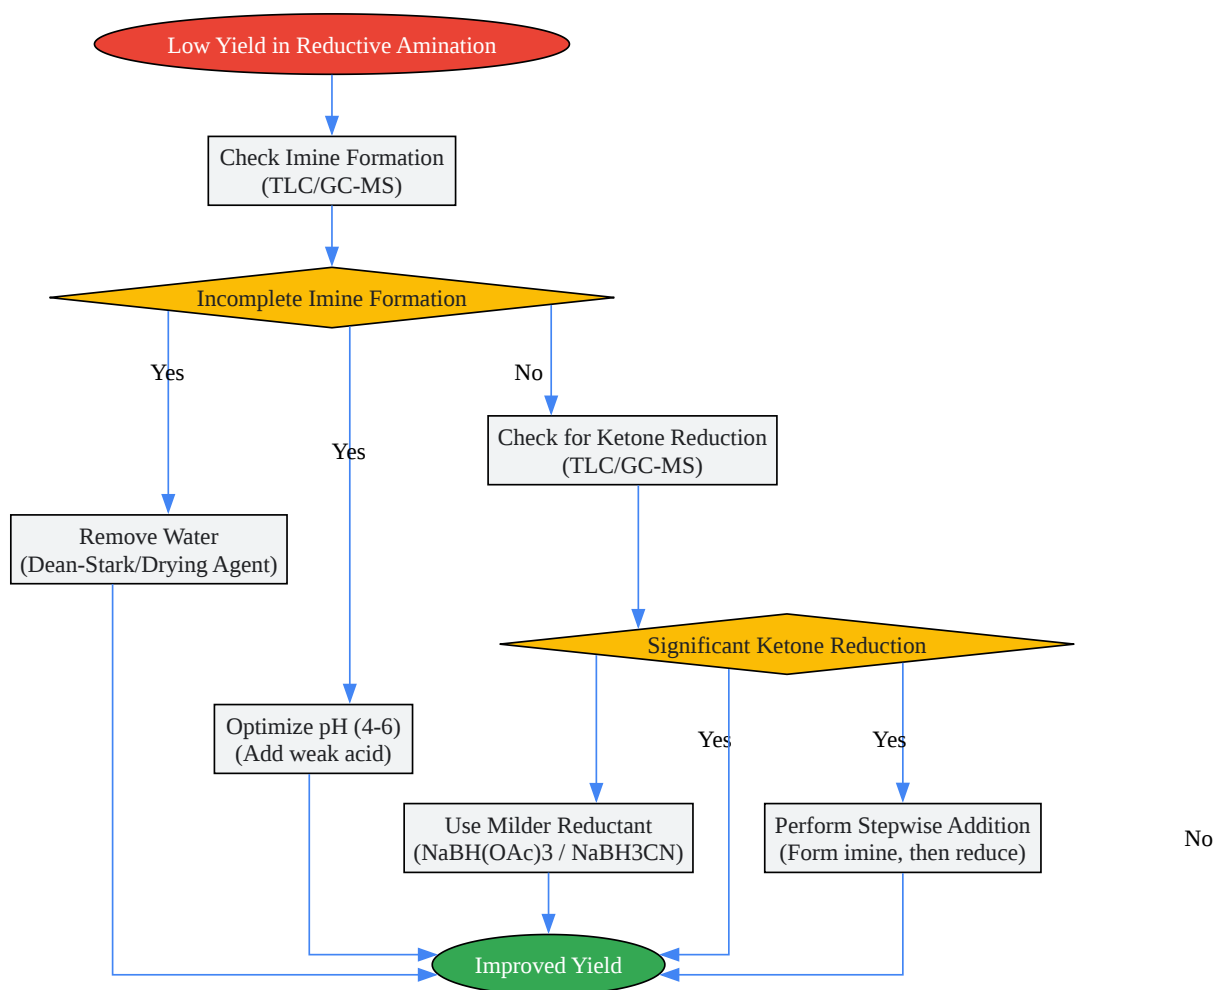 Low Yield in Reductive Amination
Check Imine Formation
(TLC/GC-MS)
Incomplete Imine Formation
Yes
No
Check for Ketone Reduction
(TLC/GC-MS)
Yes
Remove Water
(Dean-Stark/Drying Agent)
Significant Ketone Reduction
Optimize pH (4-6)
(Add weak acid)
Yes
Yes
Use Milder Reductant
(NaBH(OAc)3 / NaBH3CN)
Perform Stepwise Addition
(Form imine, then reduce)
No
Improved Yield